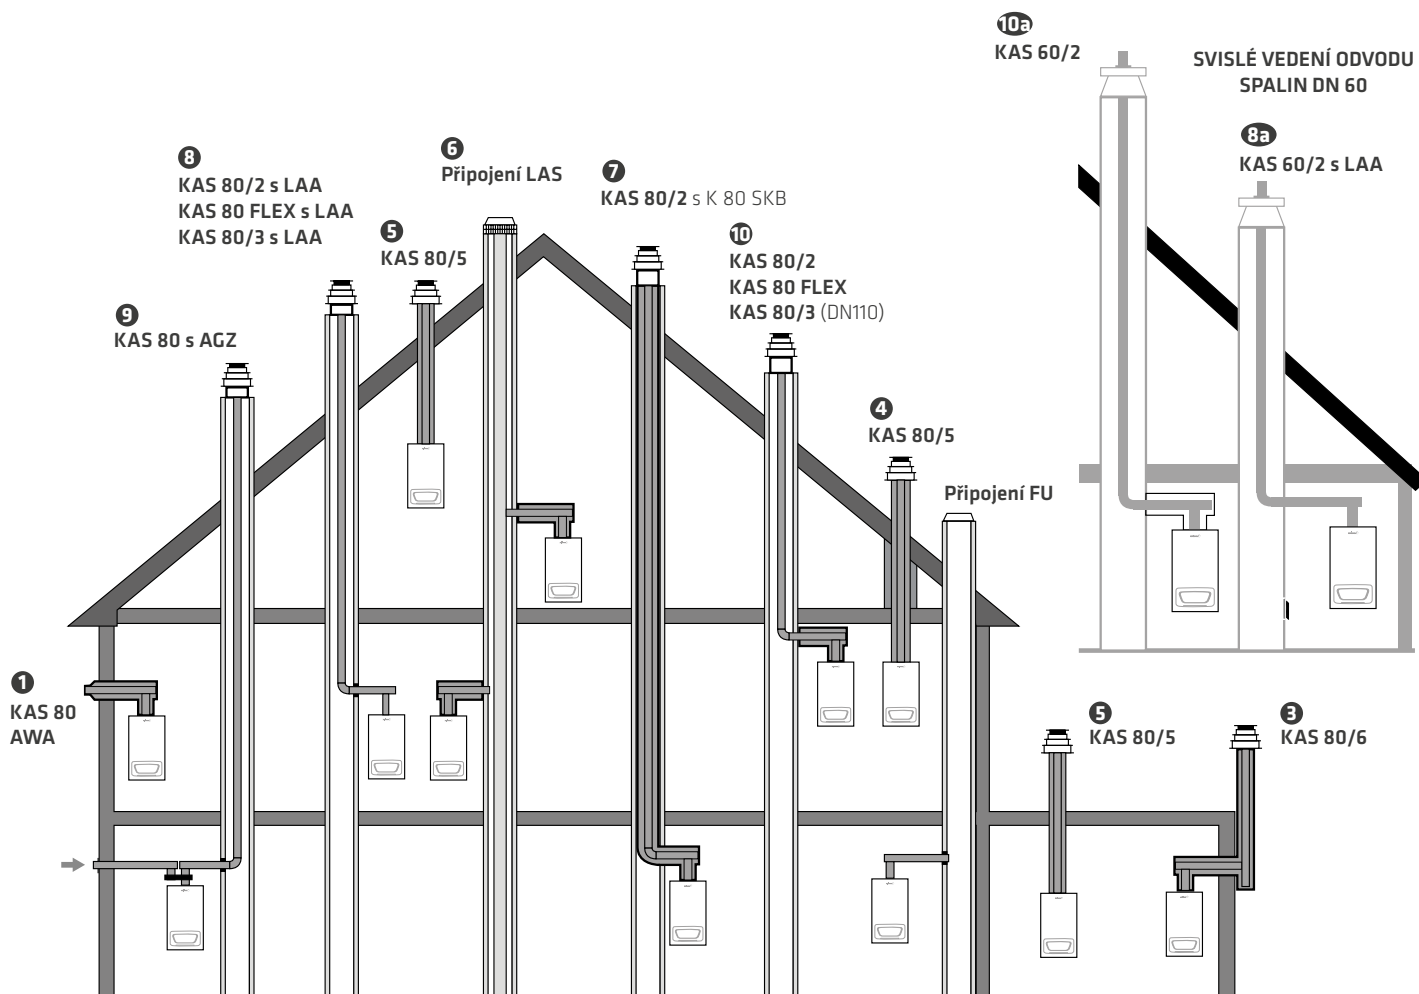 10a
KAS 60/2
SVISLÉ VEDENÍ ODVODU
SPALIN DN 60
8a
KAS 60/2 s LAA
6
Připojení LAS
8
KAS 80/2 s LAA
KAS 80 FLEX s LAA
KAS 80/3 s LAA
7
KAS 80/2 s K 80 SKB
5
KAS 80/5
10
KAS 80/2
KAS 80 FLEX
KAS 80/3 (DN110)
9
KAS 80 s AGZ
4
KAS 80/5
Připojení FU
1
KAS 80
AWA
5
KAS 80/5
3
KAS 80/6